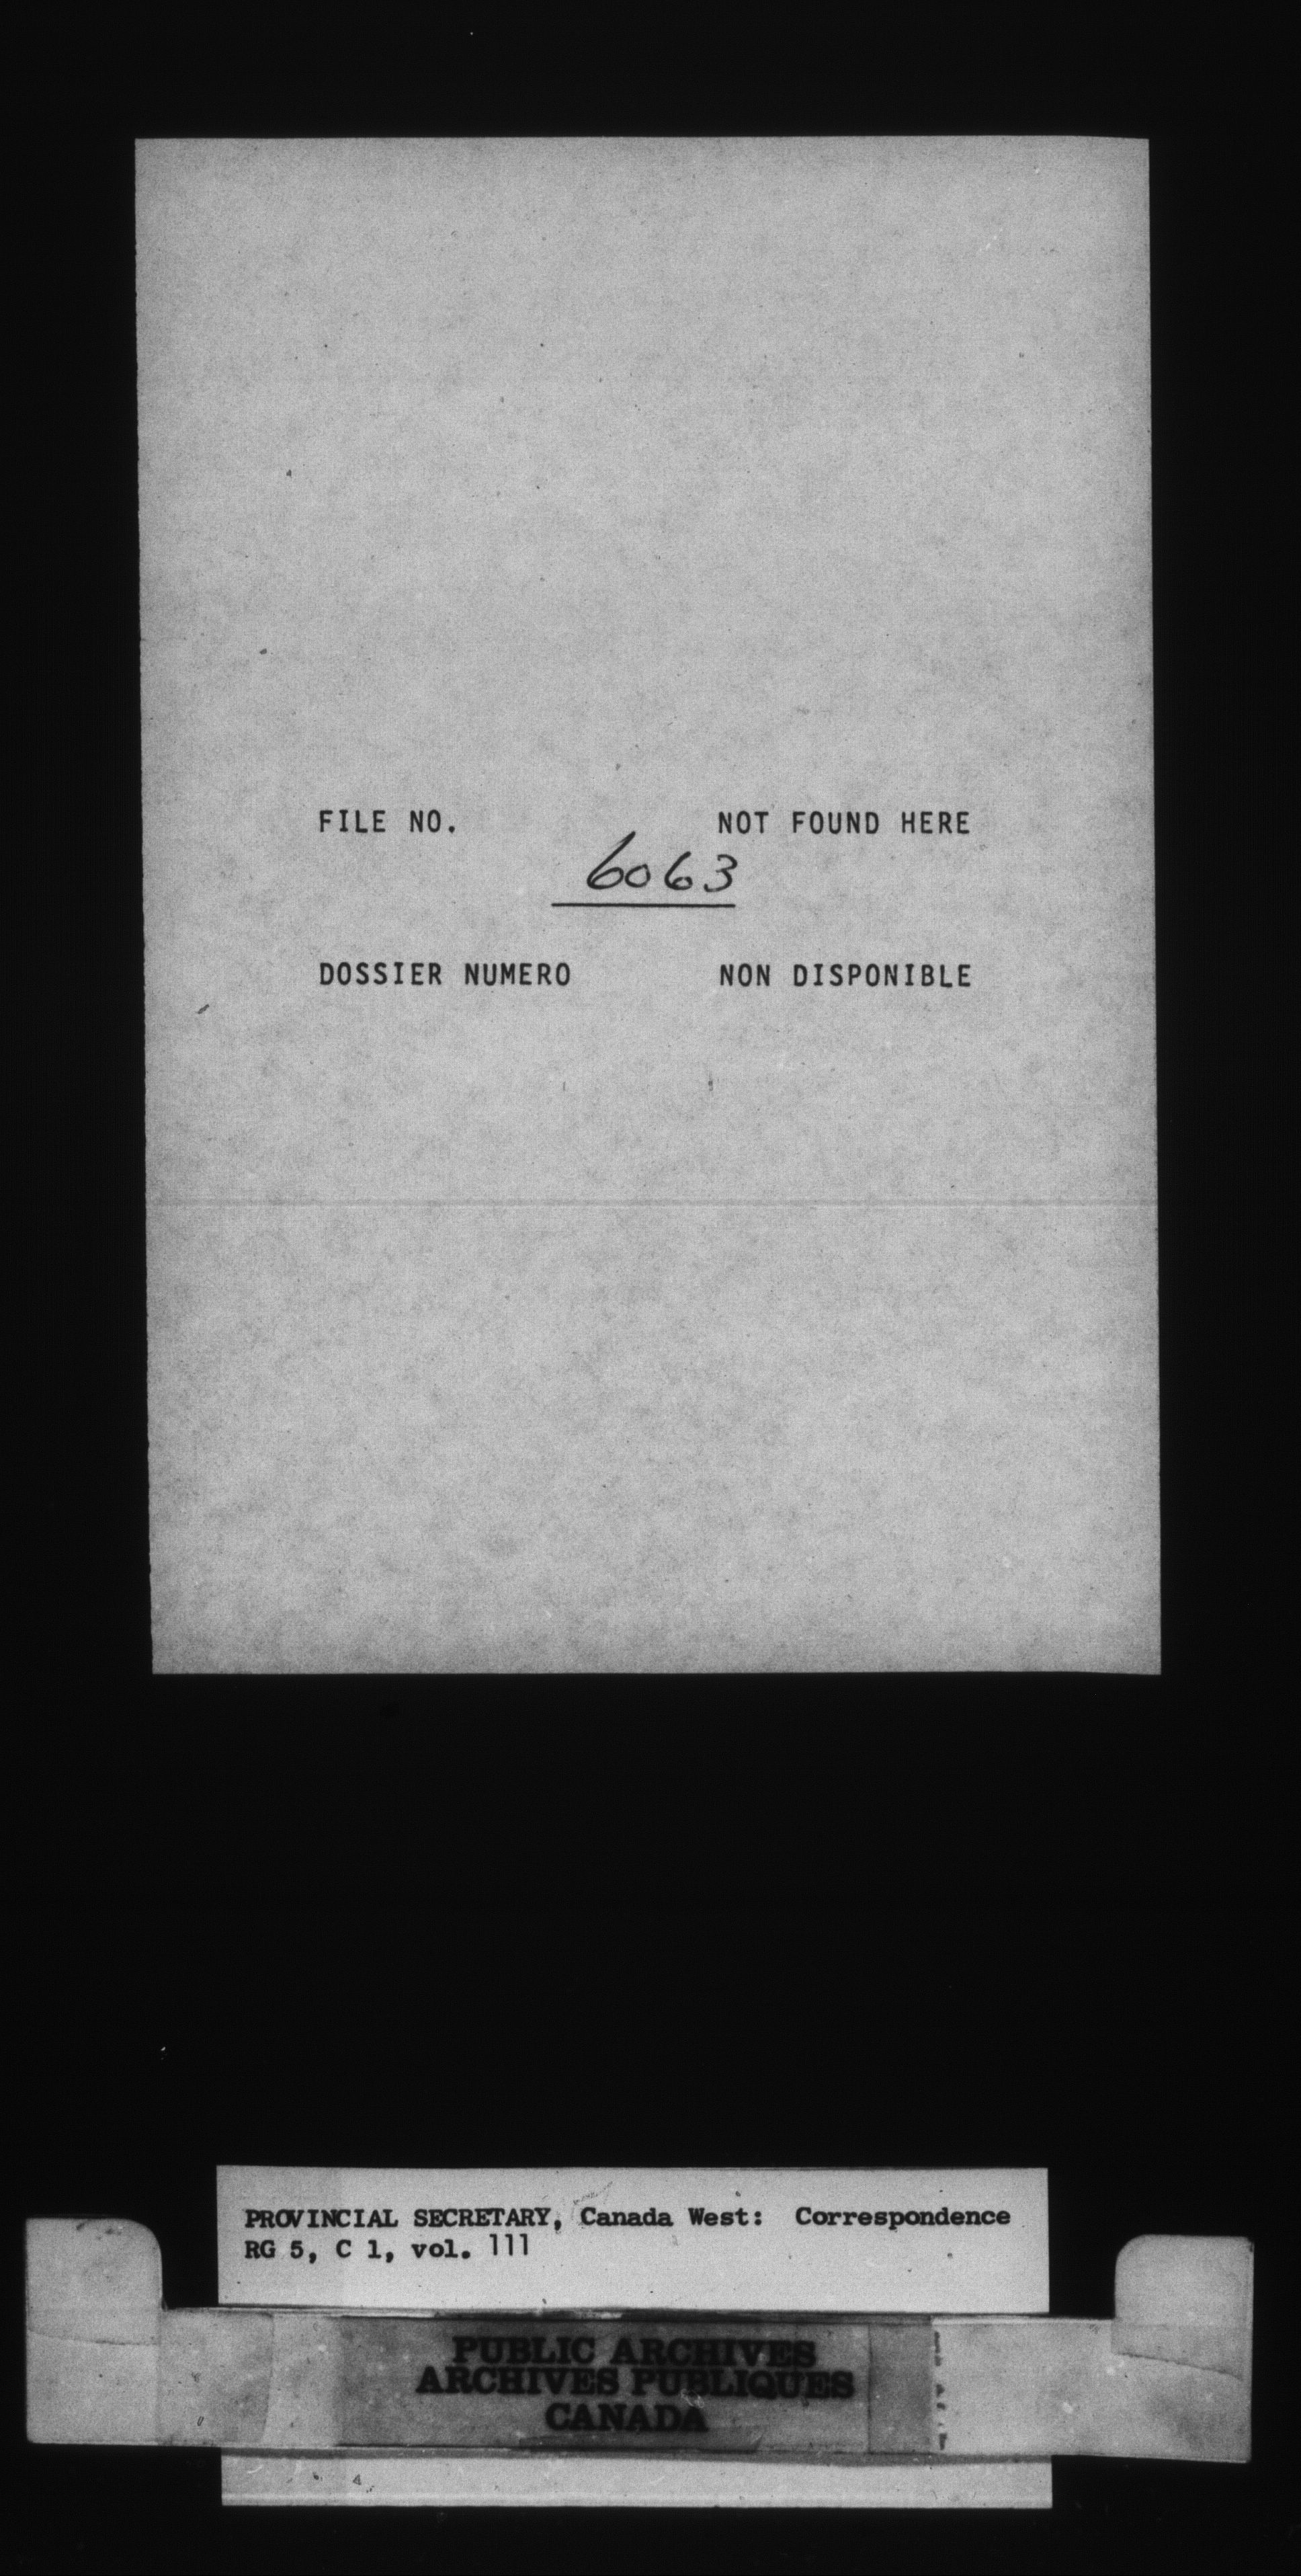 FILE NO. NOT FOUND HERE
6063
DOSSIER NUMERO NON DISPONIBLE
PROVINCIAL SECRETARY, Canada West: Correspondence
RG 5, C 1, vol. 111
PUBLIC ARCHIVES
ARCHIVES PUBLIQUES
CANADA